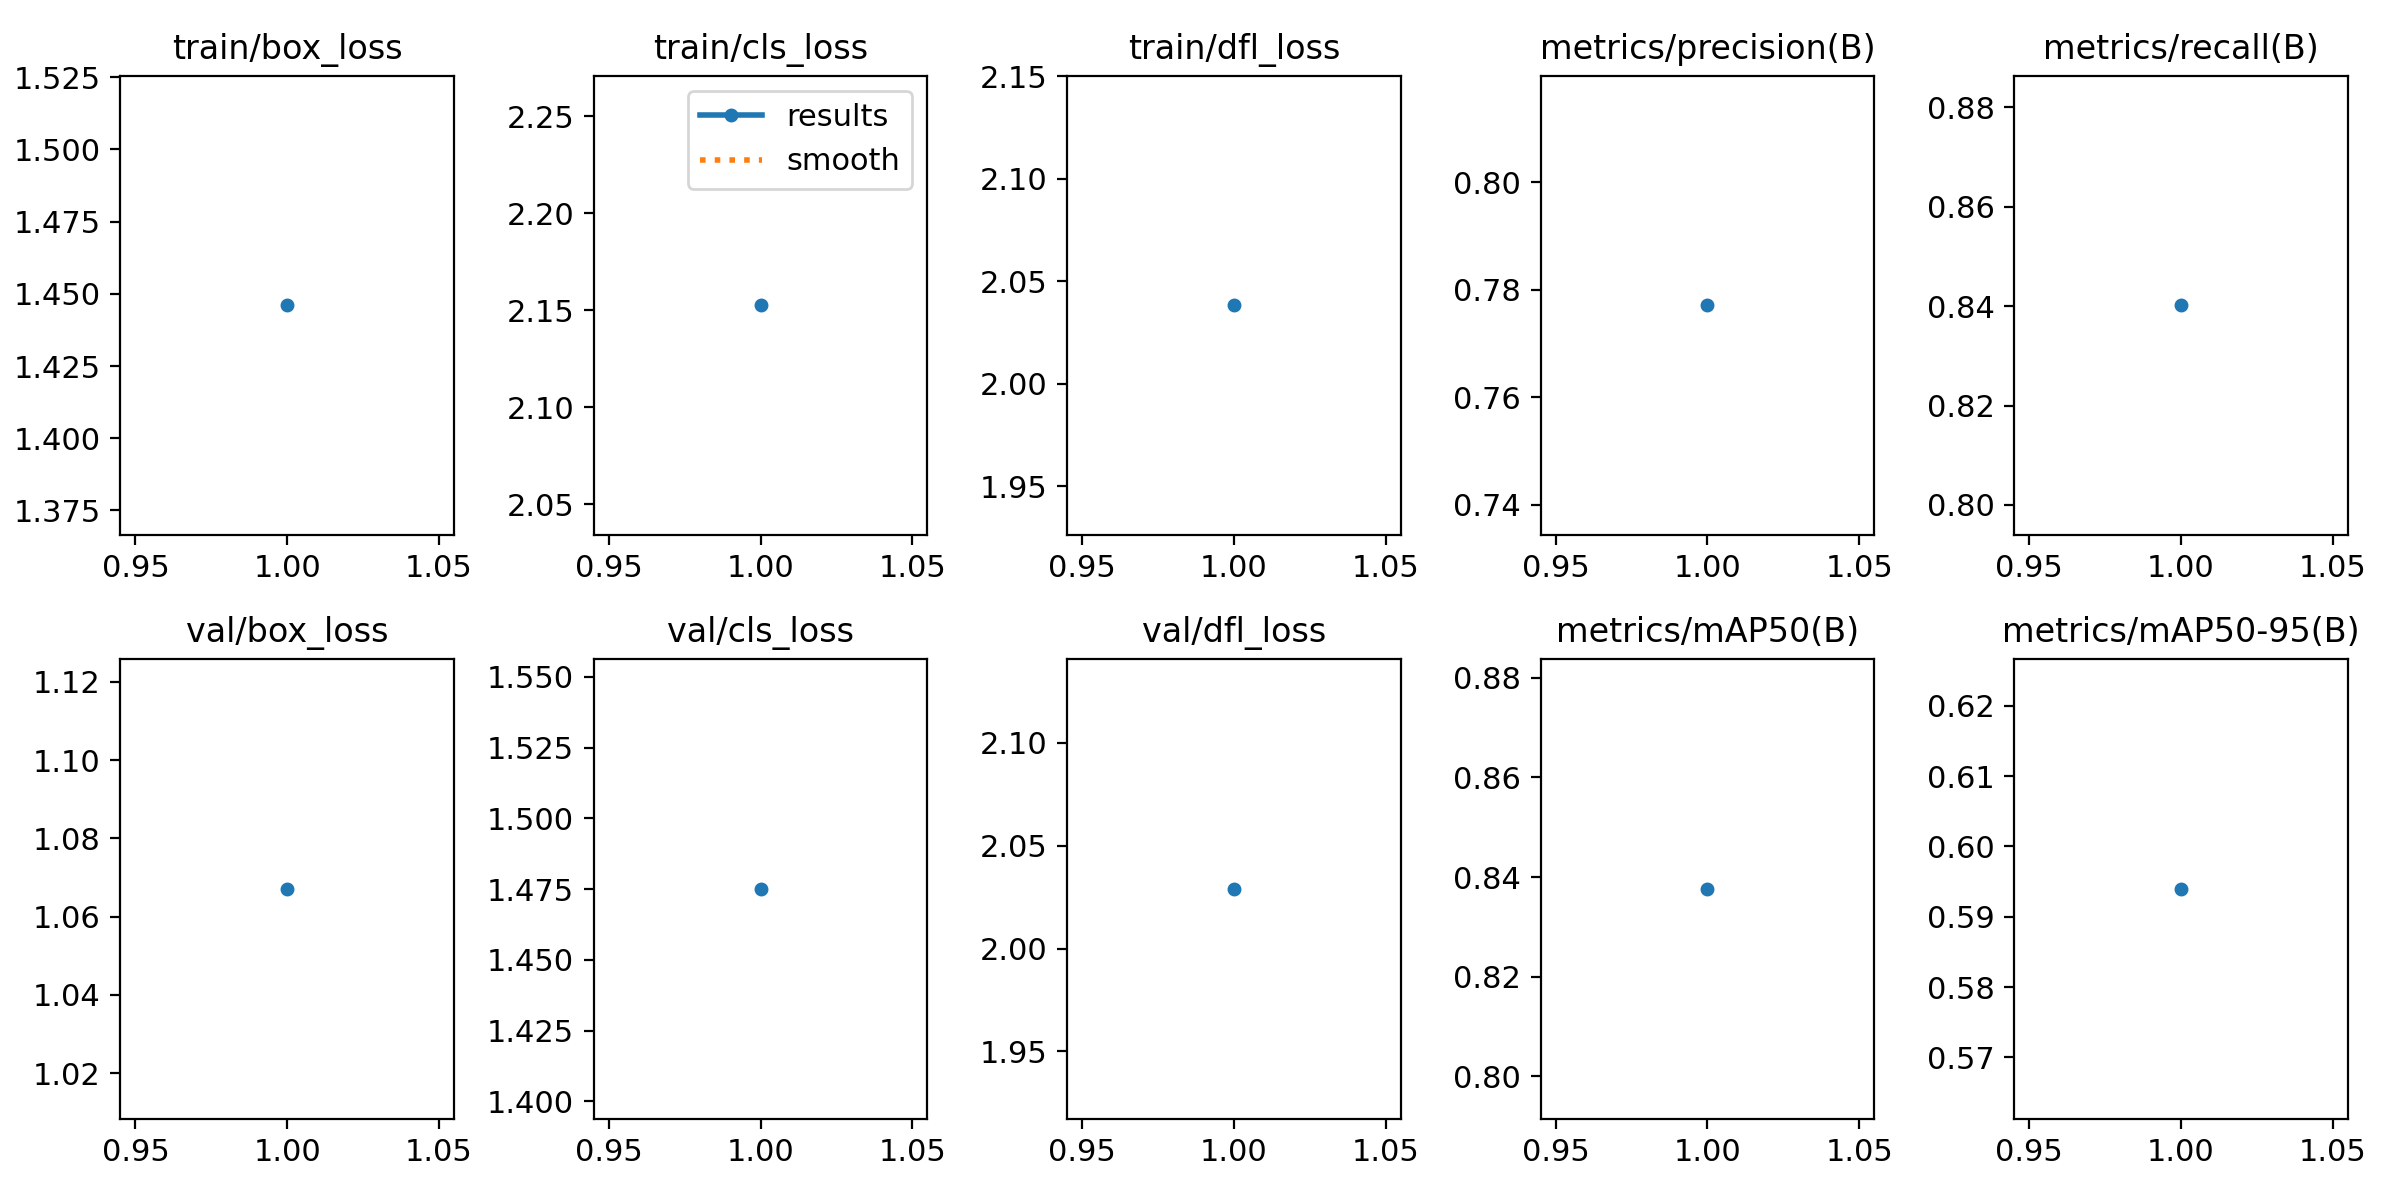 train/box_loss
1.525
1.500
1.475
1.450
1.425
1.400
1.375
0.95 1.00 1.05
train/cls_loss
results
smooth
2.25
2.20
2.15
2.10
2.05
0.95 1.00 1.05
train/dfl_loss
2.15
2.10
2.05
2.00
1.95
0.95 1.00 1.05
metrics/precision(B)
0.80
0.78
0.76
0.74
0.95 1.00 1.05
metrics/recall(B)
0.88
0.86
0.84
0.82
0.80
0.95 1.00 1.05
val/box_loss
1.12
1.10
1.08
1.06
1.04
1.02
0.95 1.00 1.05
val/cls_loss
1.550
1.525
1.500
1.475
1.450
1.425
1.400
0.95 1.00 1.05
val/dfl_loss
2.10
2.05
2.00
1.95
0.95 1.00 1.05
metrics/mAP50(B)
0.88
0.86
0.84
0.82
0.80
0.95 1.00 1.05
metrics/mAP50-95(B)
0.62
0.61
0.60
0.59
0.58
0.57
0.95 1.00 1.05